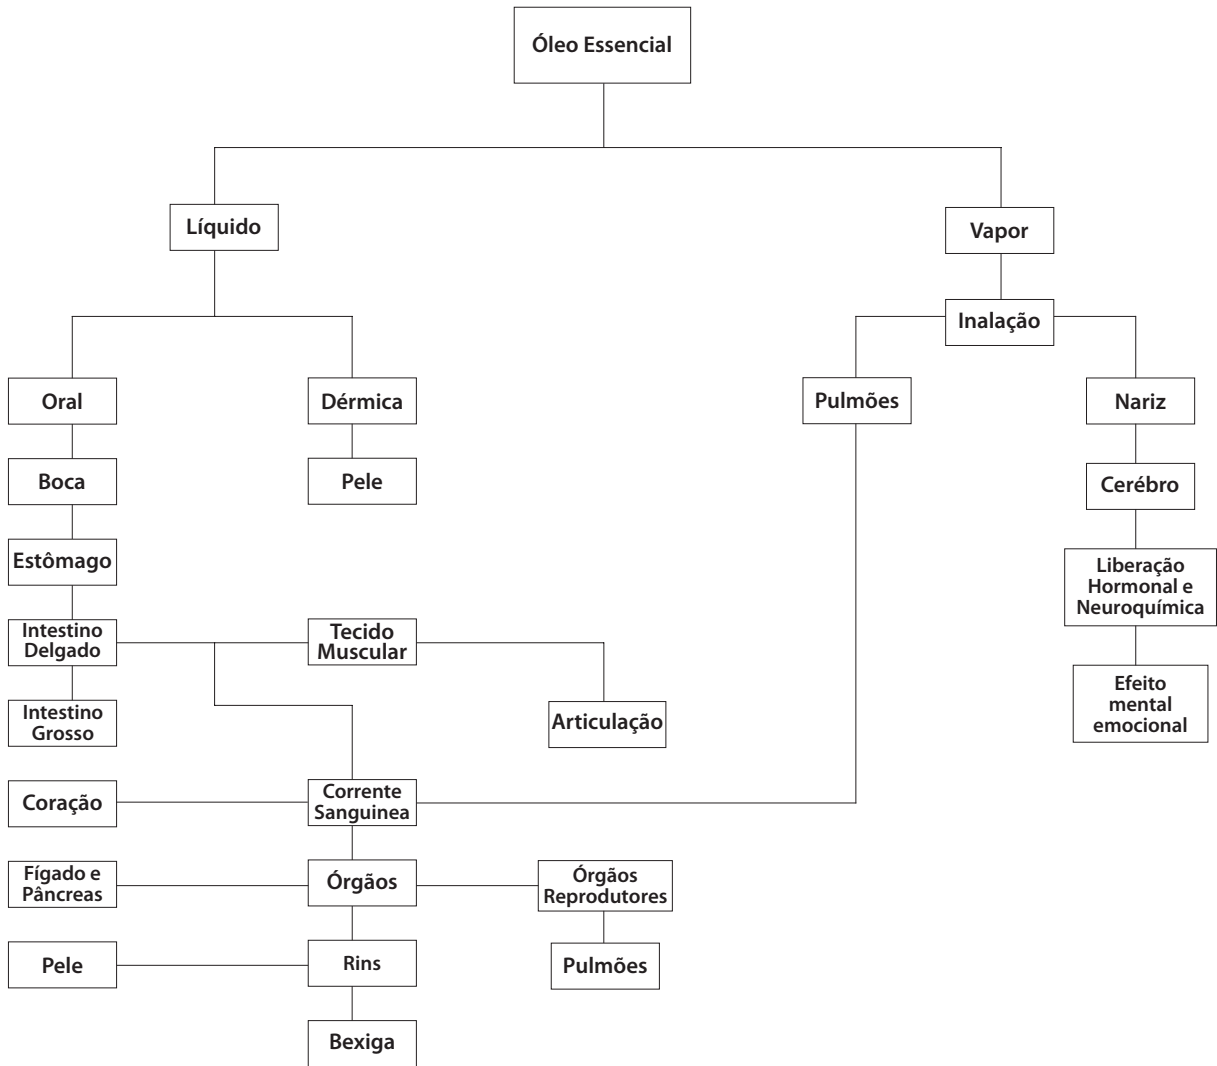 Óleo Essencial
Líquido
Vapor
Inalação
Oral
Dérmica
Pulmões
Nariz
Boca
Pele
Cerébro
Estômago
Liberação
Hormonal e
Neuroquímica
Intestino
Delgado
Tecido
Muscular
Efeito
mental
emocional
Intestino
Grosso
Articulação
Coração
Corrente
Sanguinea
Fígado e
Pâncreas
Órgãos
Órgãos
Reprodutores
Pele
Rins
Pulmões
Bexiga